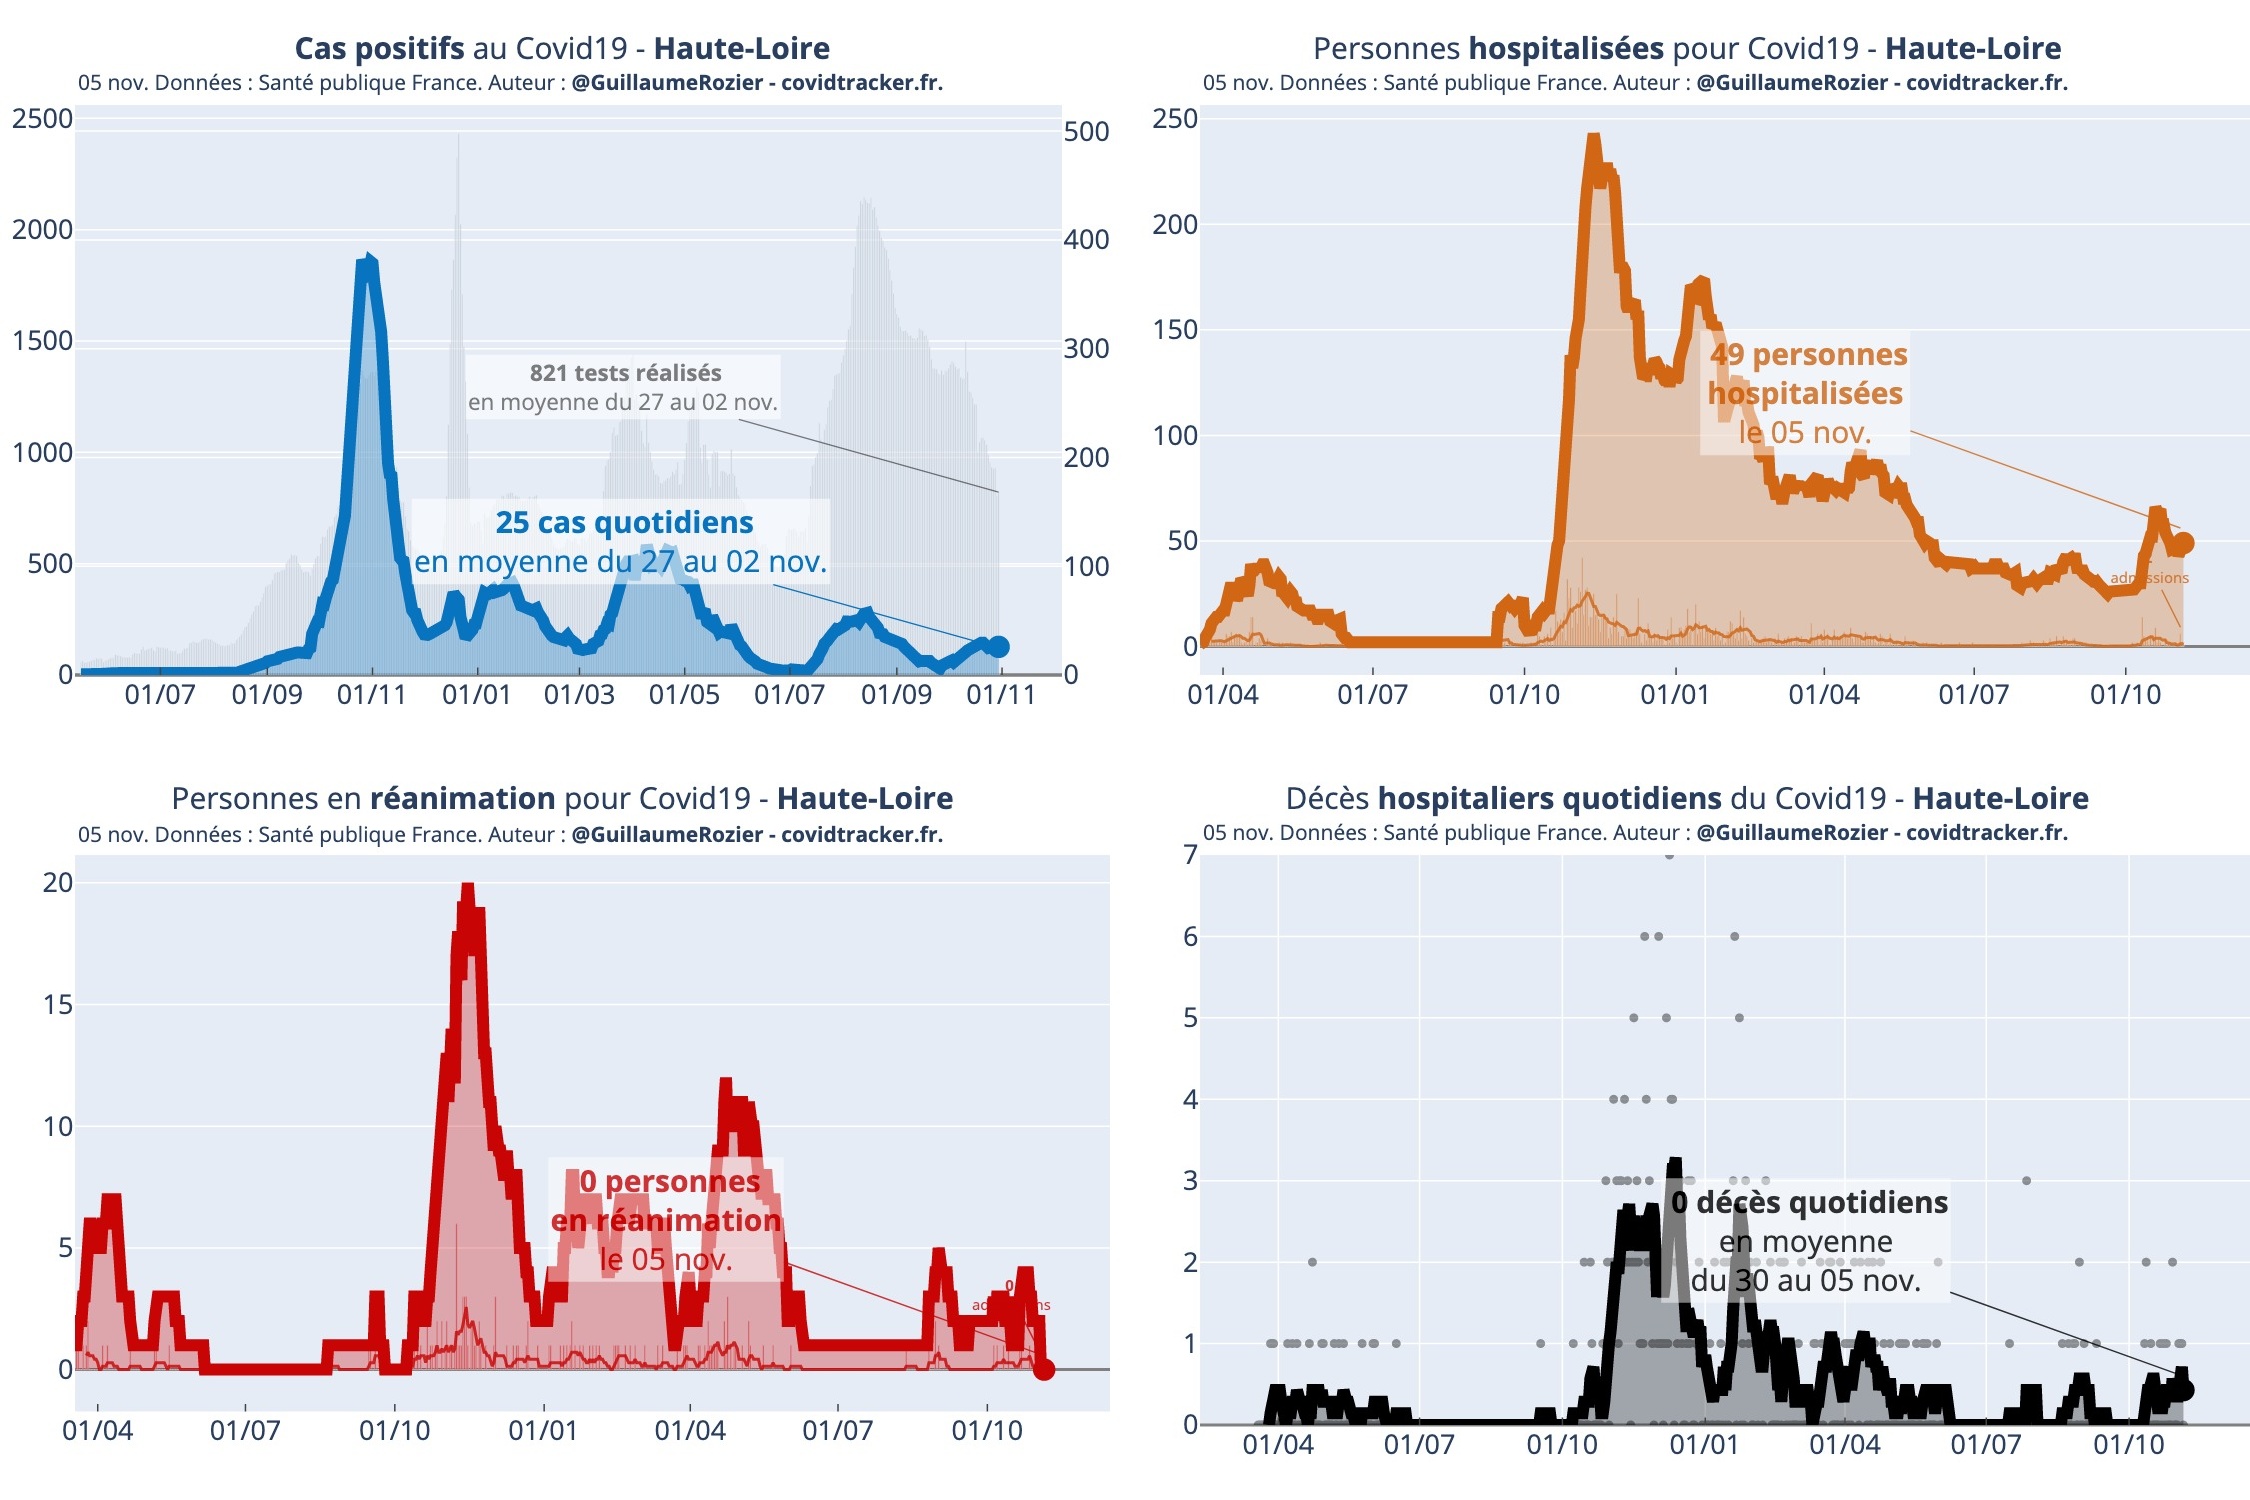 Cas positifs au Covid19 - Haute-Loire
05 nov. Données : Santé publique France. Auteur : @GuillaumeRozier - covidtracker.fr.
2500
2000
1500
1000
500
0
500
400
300
200
100
0
821 tests réalisés
en moyenne du 27 au 02 nov.
25 cas quotidiens
en moyenne du 27 au 02 nov.
01/07 01/09 01/11 01/01 01/03 01/05 01/07 01/09 01/11
Personnes hospitalisées pour Covid19 - Haute-Loire
05 nov. Données : Santé publique France. Auteur : @GuillaumeRozier - covidtracker.fr.
250
200
150
100
50
0
49 personnes
hospitalisées
le 05 nov.
admissions
01/04 01/07 01/10 01/01 01/04 01/07 01/10
Personnes en réanimation pour Covid19 - Haute-Loire
05 nov. Données : Santé publique France. Auteur : @GuillaumeRozier - covidtracker.fr.
20
15
10
5
0
0 personnes
en réanimation
le 05 nov.
0
01/04 01/07 01/10 01/01 01/04 01/07 01/10
Décès hospitaliers quotidiens du Covid19 - Haute-Loire
05 nov. Données : Santé publique France. Auteur : @GuillaumeRozier - covidtracker.fr.
7
6
5
4
3
2
1
0
0 décès quotidiens
en moyenne
du 30 au 05 nov.
01/04 01/07 01/10 01/01 01/04 01/07 01/10